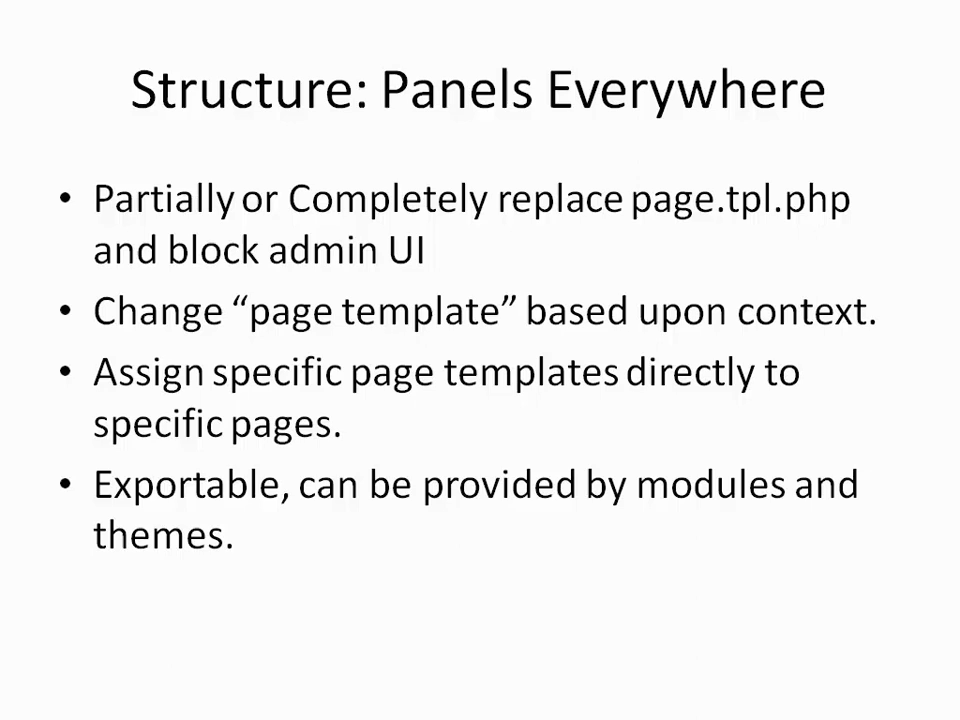 Structure: Panels Everywhere
• Partially or Completely replace page.tpl.php
and block admin UI
• Change “page template” based upon context.
• Assign specific page templates directly to
specific pages.
• Exportable, can be provided by modules and
themes.